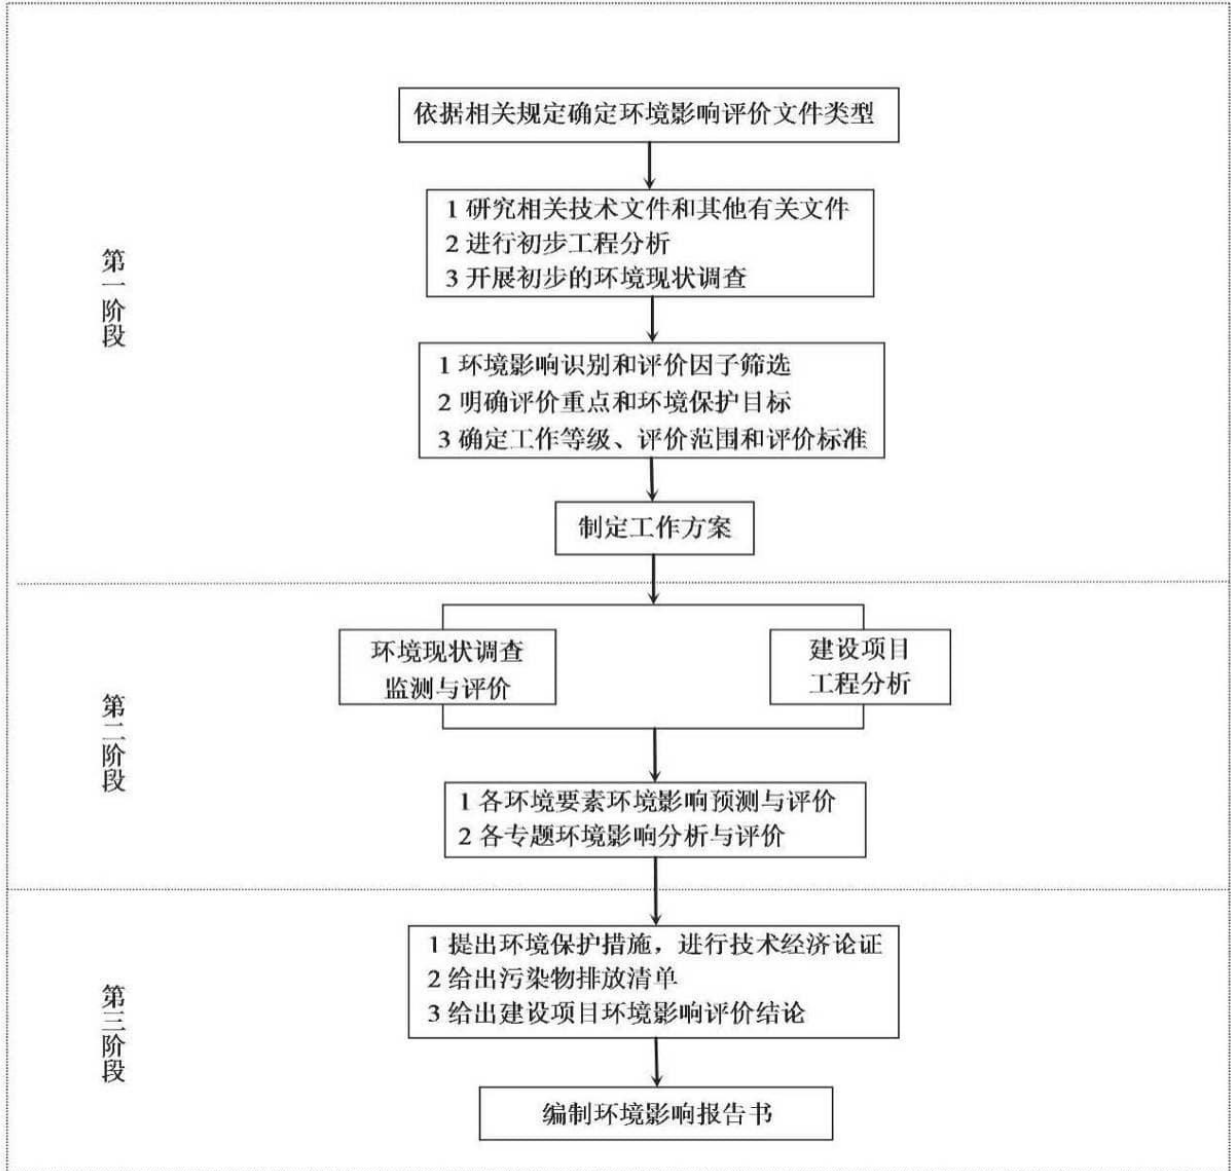 依据相关规定确定环境影响评价文件类型
1 研究相关技术文件和其他有关文件
2 进行初步工程分析
3 开展初步的环境现状调查
第一阶段
1 环境影响识别和评价因子筛选
2 明确评价重点和环境保护目标
3 确定工作等级、评价范围和评价标准
制定工作方案
环境现状调查
监测与评价
建设项目
工程分析
第二阶段
1 各环境要素环境影响预测与评价
2 各专题环境影响分析与评价
1 提出环境保护措施，进行技术经济论证
2 给出污染物排放清单
3 给出建设项目环境影响评价结论
第三阶段
编制环境影响报告书